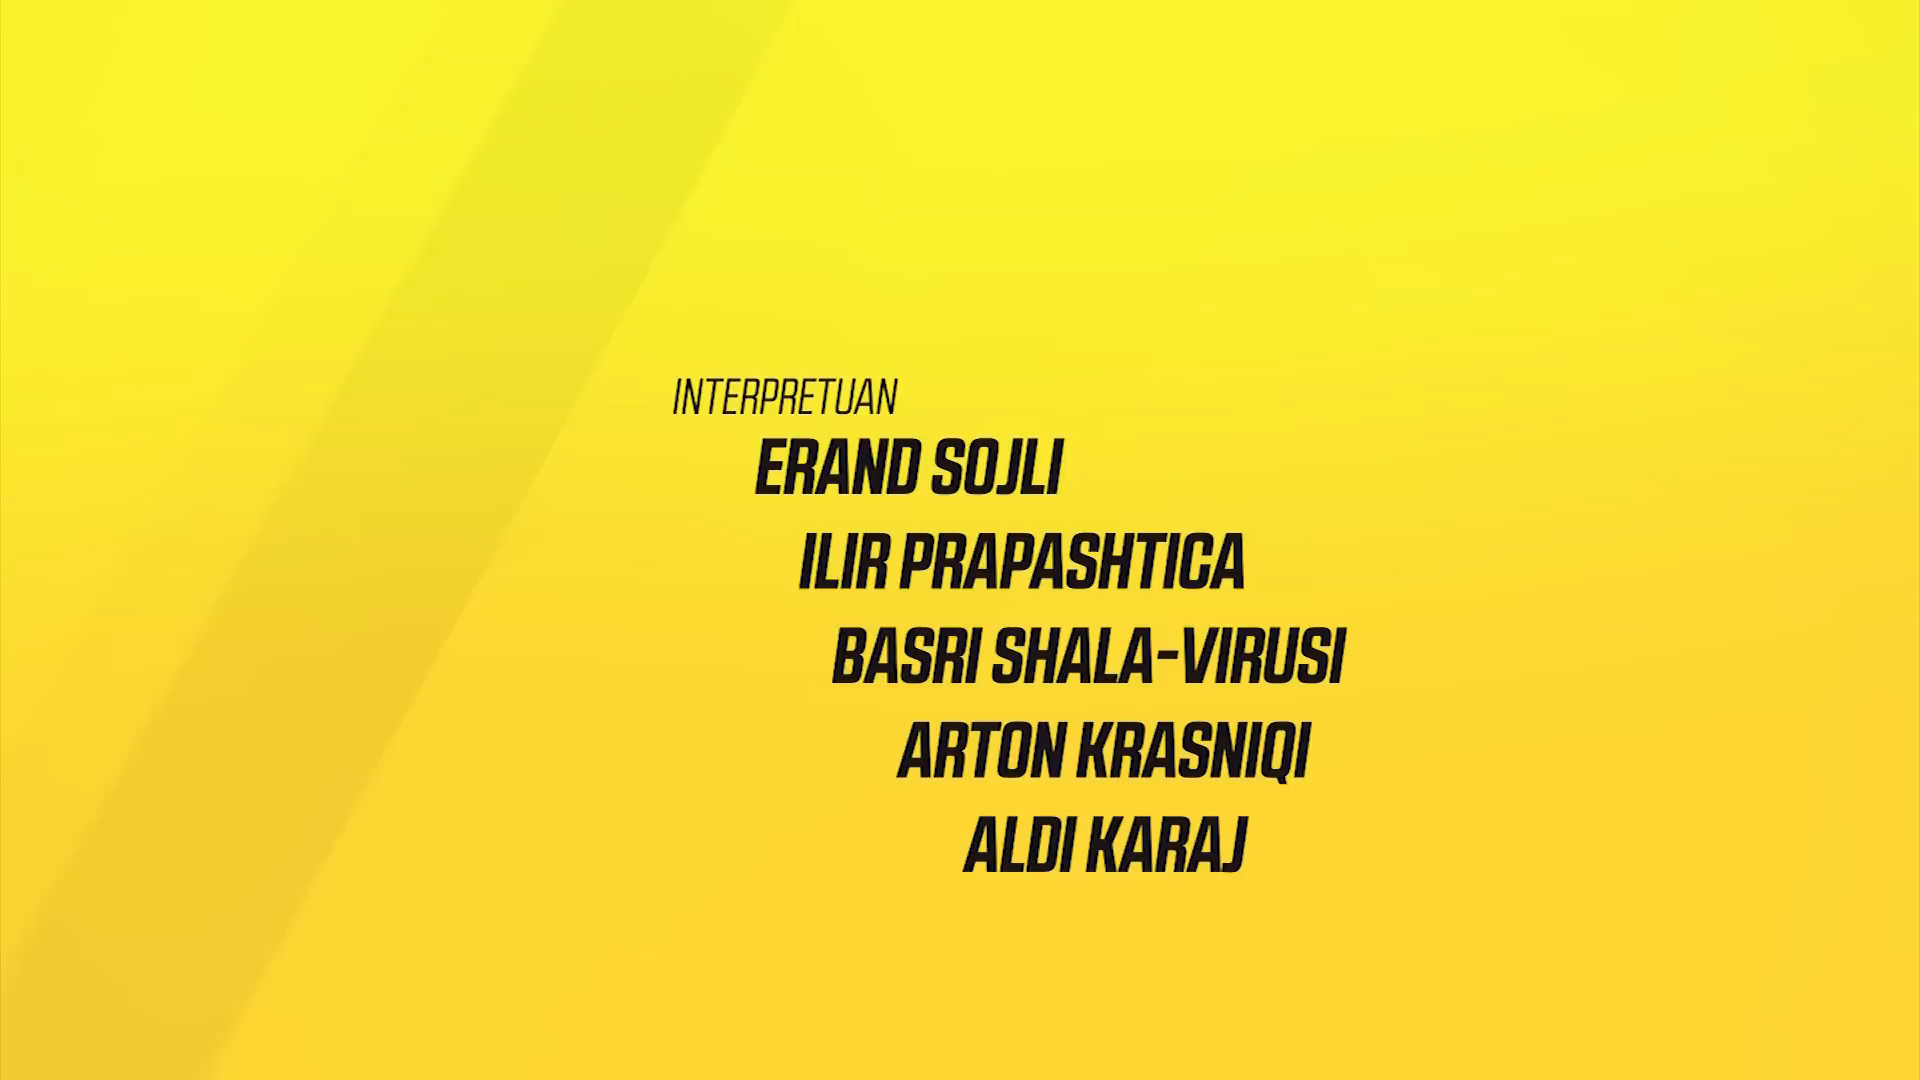 INTERPRETUAN
ERAND SOJLI
ILIR PRAPASHTICA
BASRI SHALA-VIRUSI
ARTON KRASNIQI
ALDI KARAJ